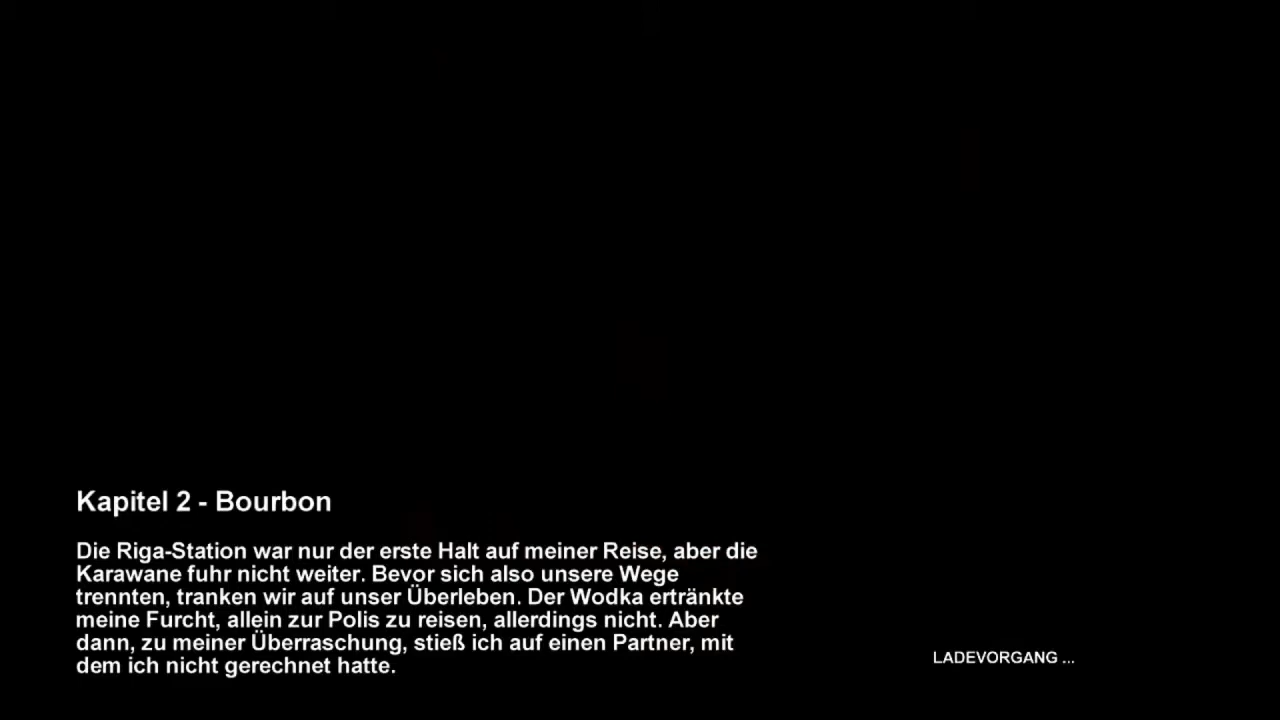 Kapitel 2 - Bourbon
Die Riga-Station war nur der erste Halt auf meiner Reise, aber die
Karawane fuhr nicht weiter. Bevor sich also unsere Wege
trennten, tranken wir auf unser Überleben. Der Wodka ertränkte
meine Furcht, allein zur Polis zu reisen, allerdings nicht. Aber
dann, zu meiner Überraschung, stieß ich auf einen Partner, mit
dem ich nicht gerechnet hatte.
LADEVORGANG ...